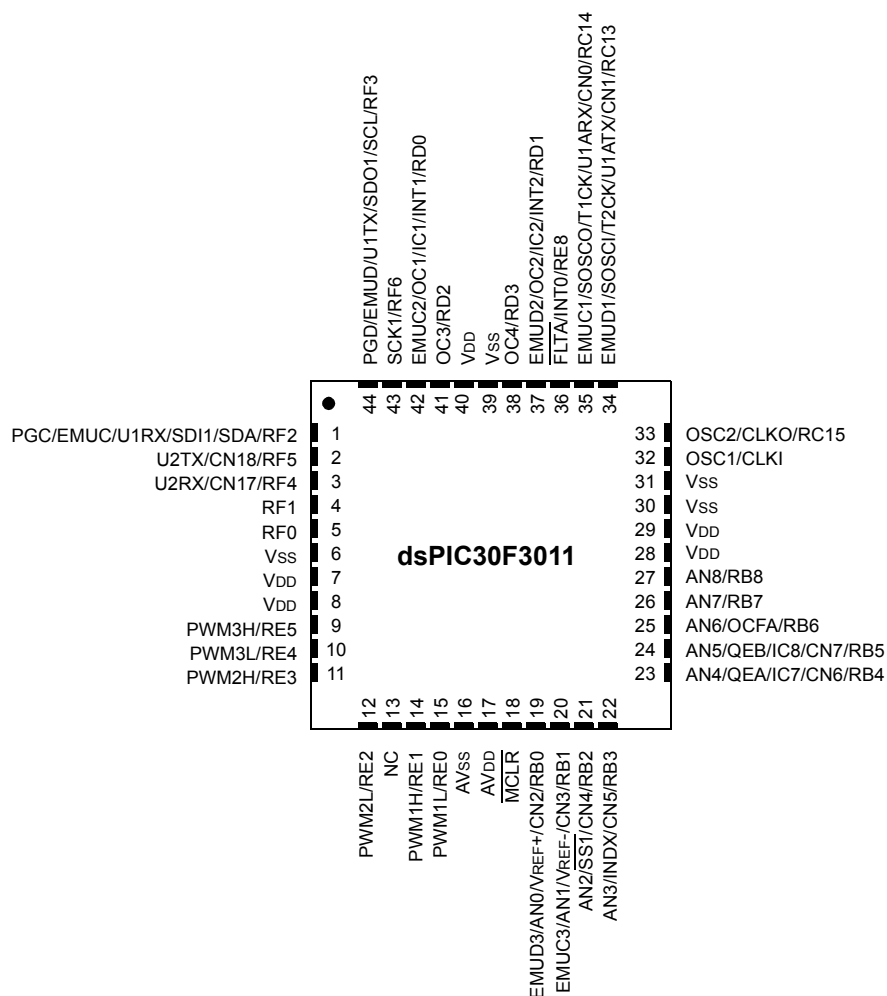 PGD/EMUD/U1TX/SDO1/SCL/RF3
SCK1/RF6
EMUC2/OC1/IC1/INT1/RD0
OC3/RD2
VDD
VSS
OC4/RD3
EMUD2/OC2/IC2/INT2/RD1
FLTA/INT0/RE8
EMUC1/SOSCO/T1CK/U1ARX/CN0/RC14
EMUD1/SOSCI/T2CK/U1ATX/CN1/RC13
44 43 42 41 40 39 38 37 36 35 34
PGC/EMUC/U1RX/SDI1/SDA/RF2 1
U2TX/CN18/RF5 2
U2RX/CN17/RF4 3
RF1 4
RF0 5
VSS 6
VDD 7
VDD 8
PWM3H/RE5 9
PWM3L/RE4 10
PWM2H/RE3 11
dsPIC30F3011
33 OSC2/CLKO/RC15
32 OSC1/CLKI
31 VSS
30 VSS
29 VDD
28 VDD
27 AN8/RB8
26 AN7/RB7
25 AN6/OCFA/RB6
24 AN5/QEB/IC8/CN7/RB5
23 AN4/QEA/IC7/CN6/RB4
12 13 14 15 16 17 18 19 20 21 22
PWM2L/RE2
NC
PWM1H/RE1
PWM1L/RE0
AVSS
AVDD
MCLR
EMUD3/AN0/VREF+/CN2/RB0
EMUC3/AN1/VREF-/CN3/RB1
AN2/SS1/CN4/RB2
AN3/INDX/CN5/RB3